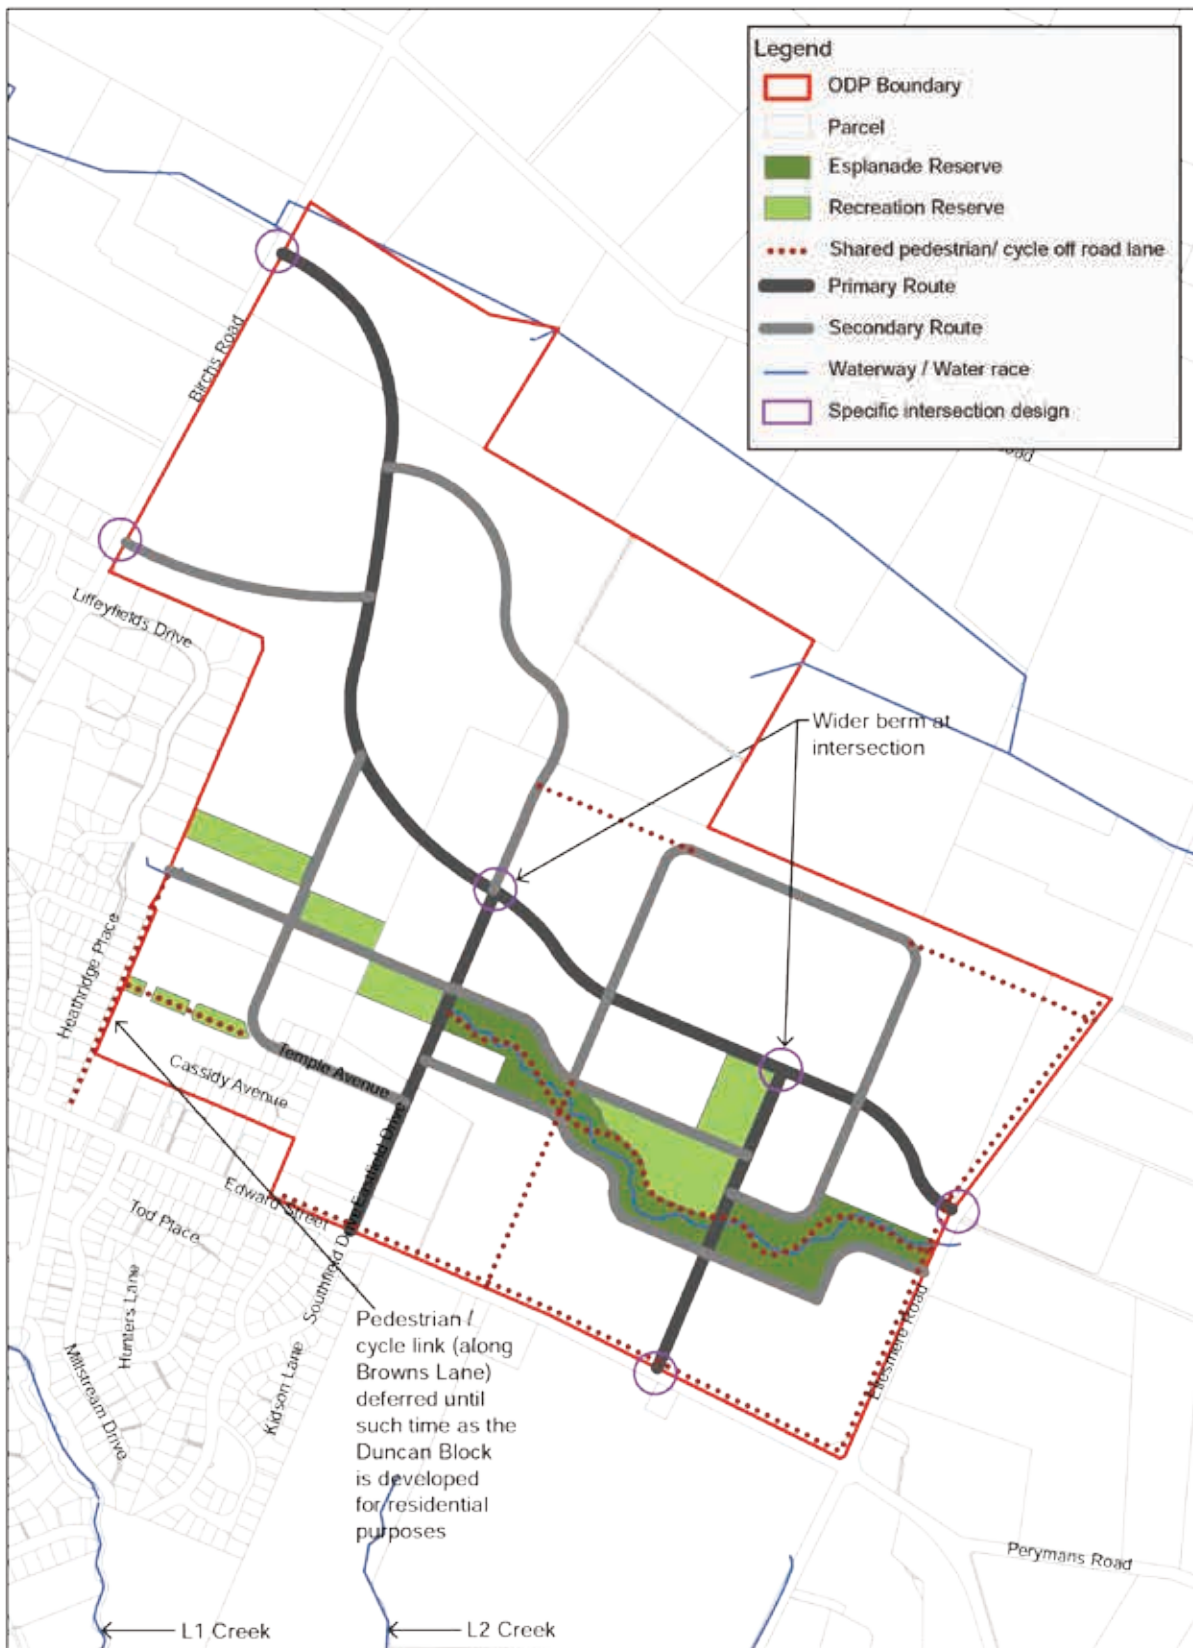 Legend
ODP Boundary
Parcel
Esplanade Reserve
Recreation Reserve
Shared pedestrian/ cycle off road lane
Primary Route
Secondary Route
Waterway / Water race
Specific intersection design
Birchs Road
Liffeyfields Drive
Wider berm at
intersection
Heathridge Place
Cassidy Avenue
Temple Avenue
Eastfield Drive
Edward Street
Tod Place
Southfield Drive
Hunters Lane
Millstream Drive
Kidson Lane
Pedestrian /
cycle link (along
Browns Lane)
deferred until
such time as the
Duncan Block
is developed
for residential
purposes
Ellesmere Road
Perymans Road
L1 Creek
L2 Creek